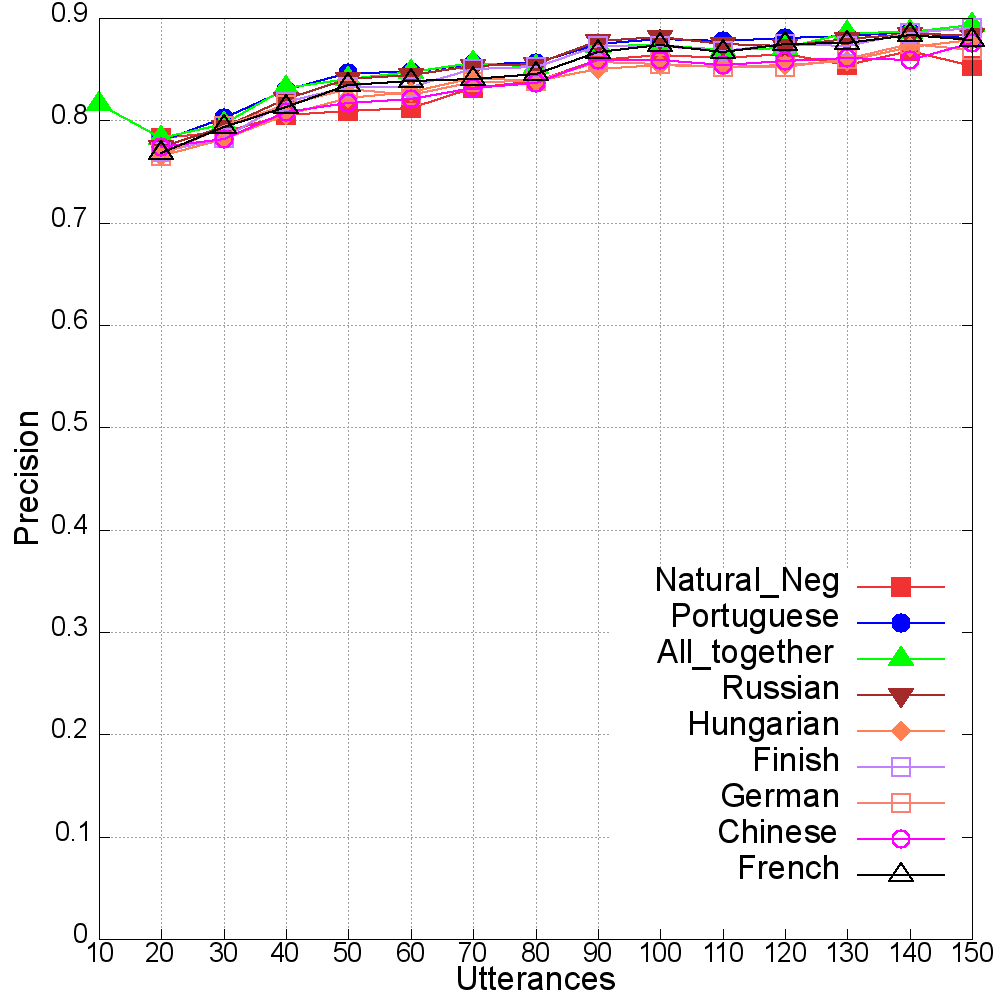 0.9
0.8
0.7
0.6
0.5
0.4
0.3
0.2
0.1
0
Precision
Natural_Neg
Portuguese
All_together
Russian
Hungarian
Finish
German
Chinese
French
10 20 30 40 50 60 70 80 90 100 110 120 130 140 150
Utterances